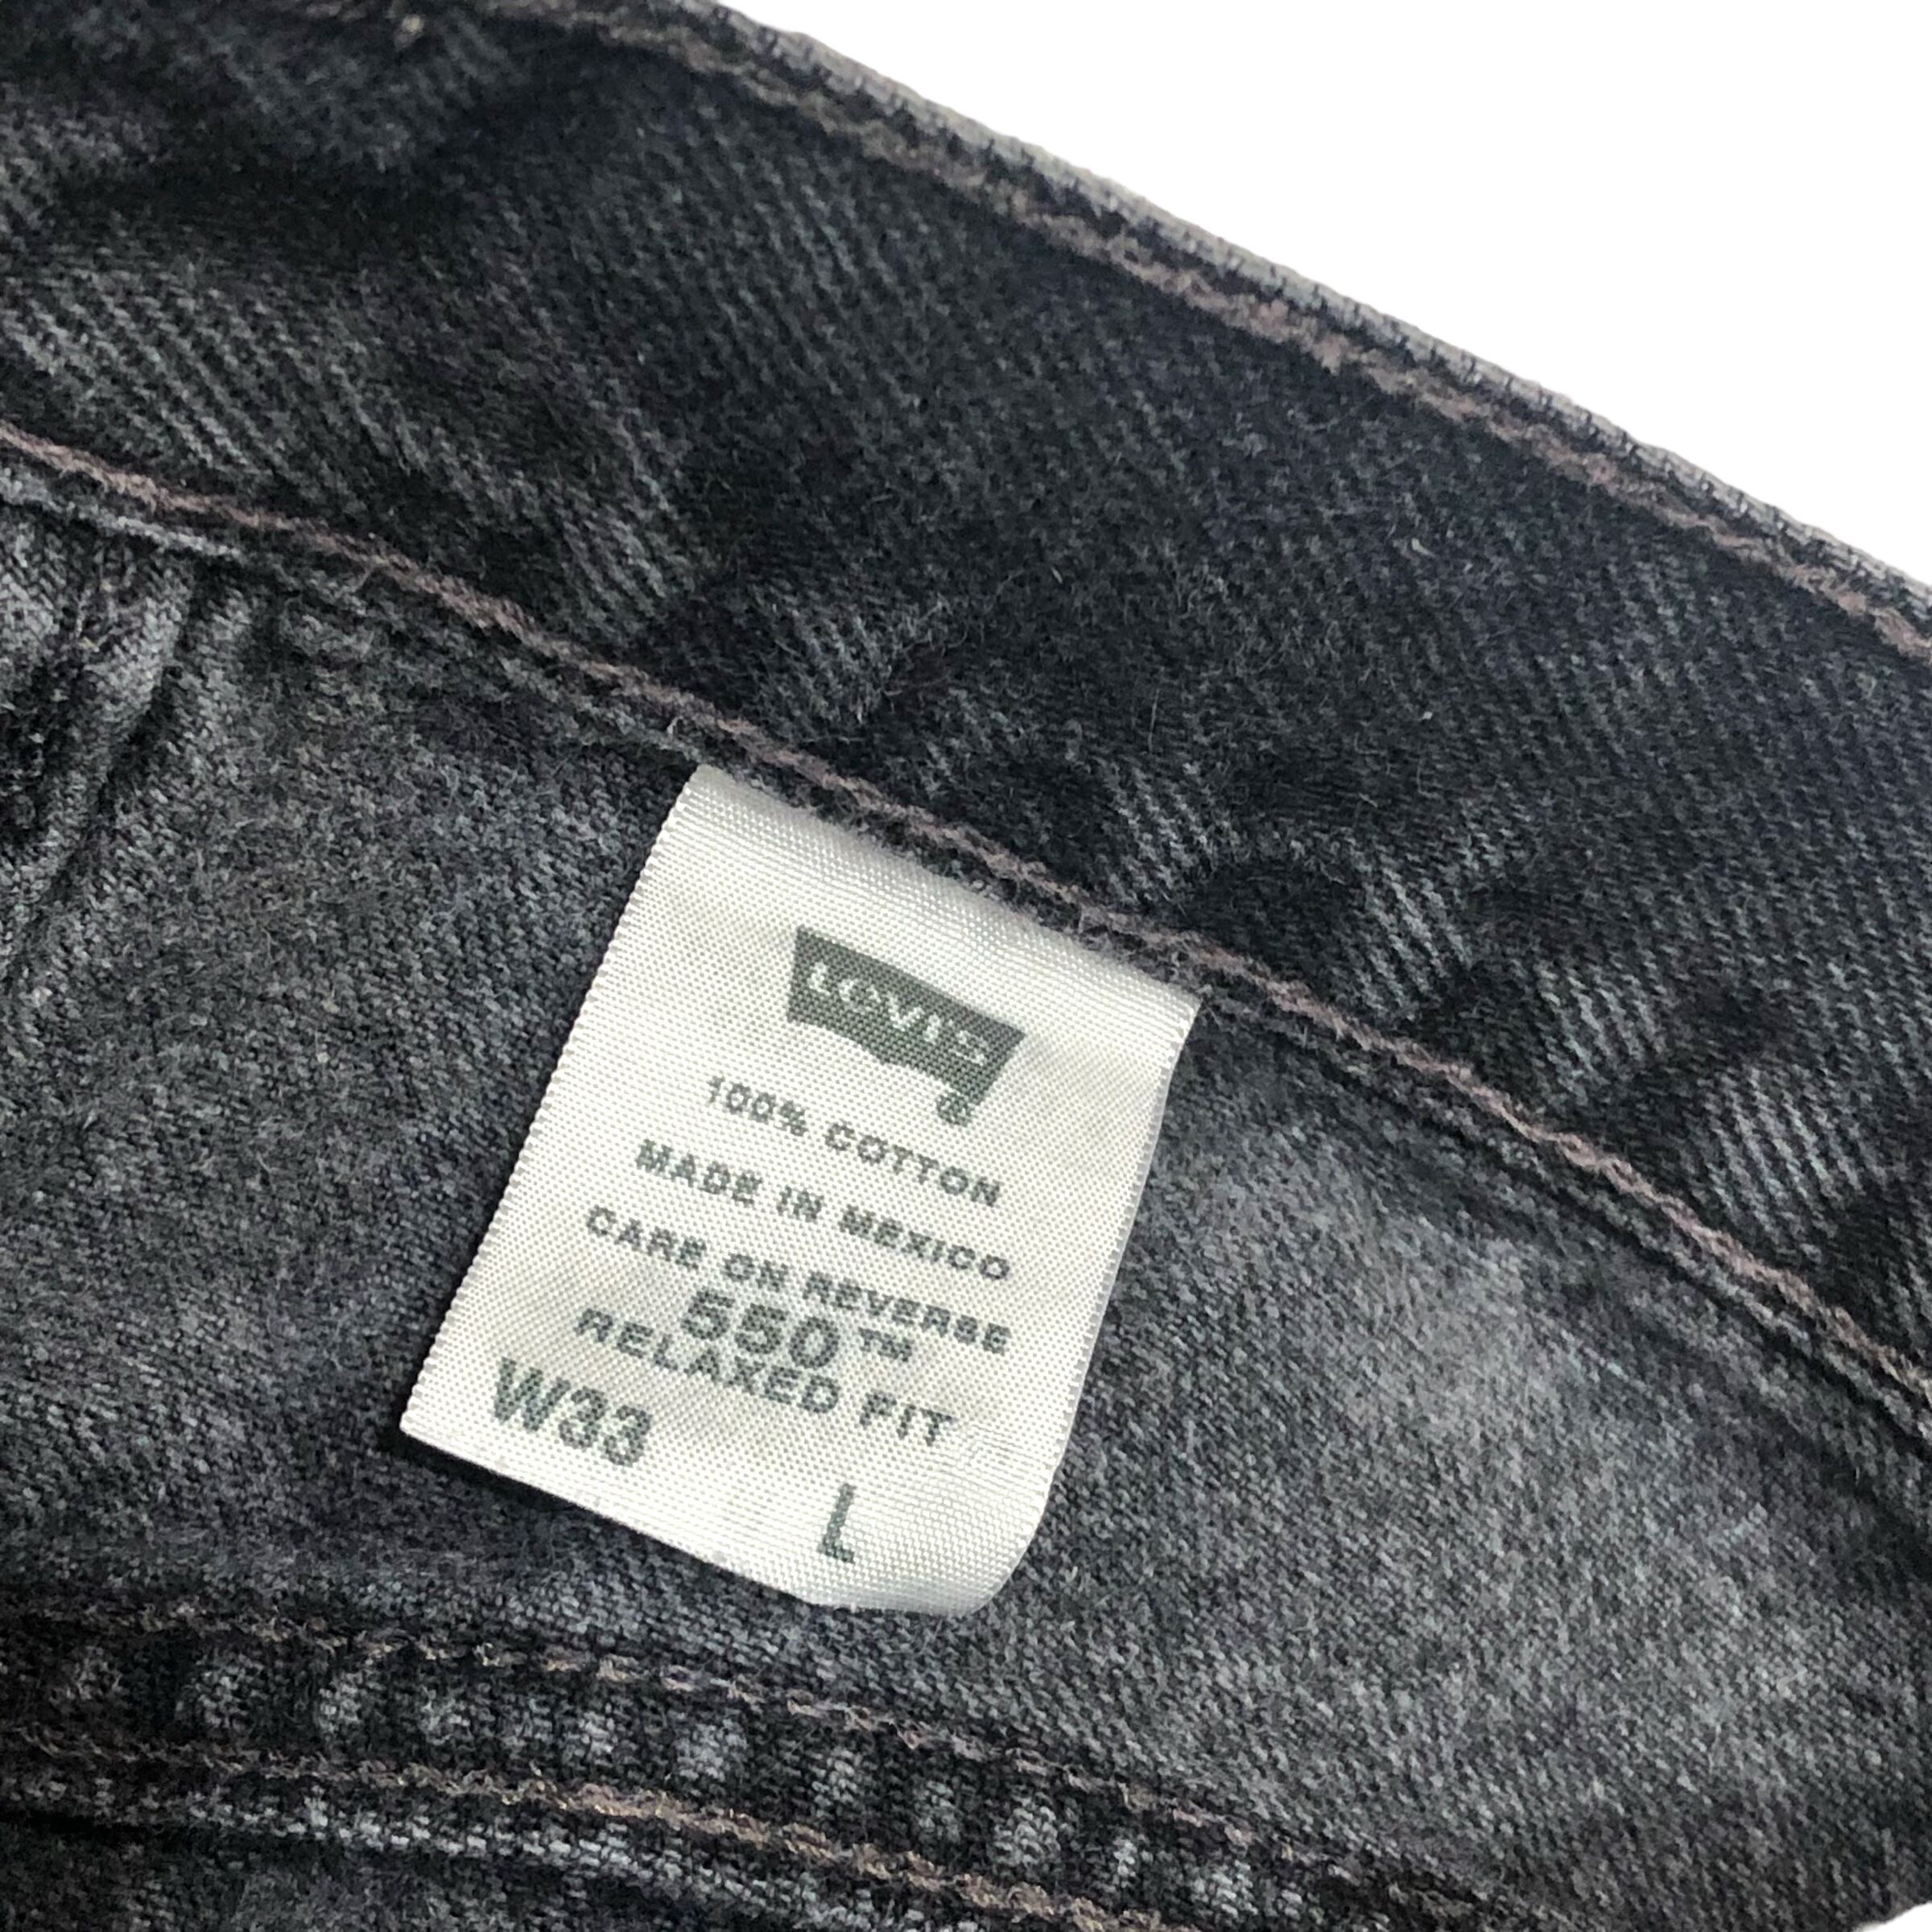 LEVI'S ®
100% COTTON
MADE IN MEXICO
CARE ON REVERSE
550™
RELAXED FIT
W33 L